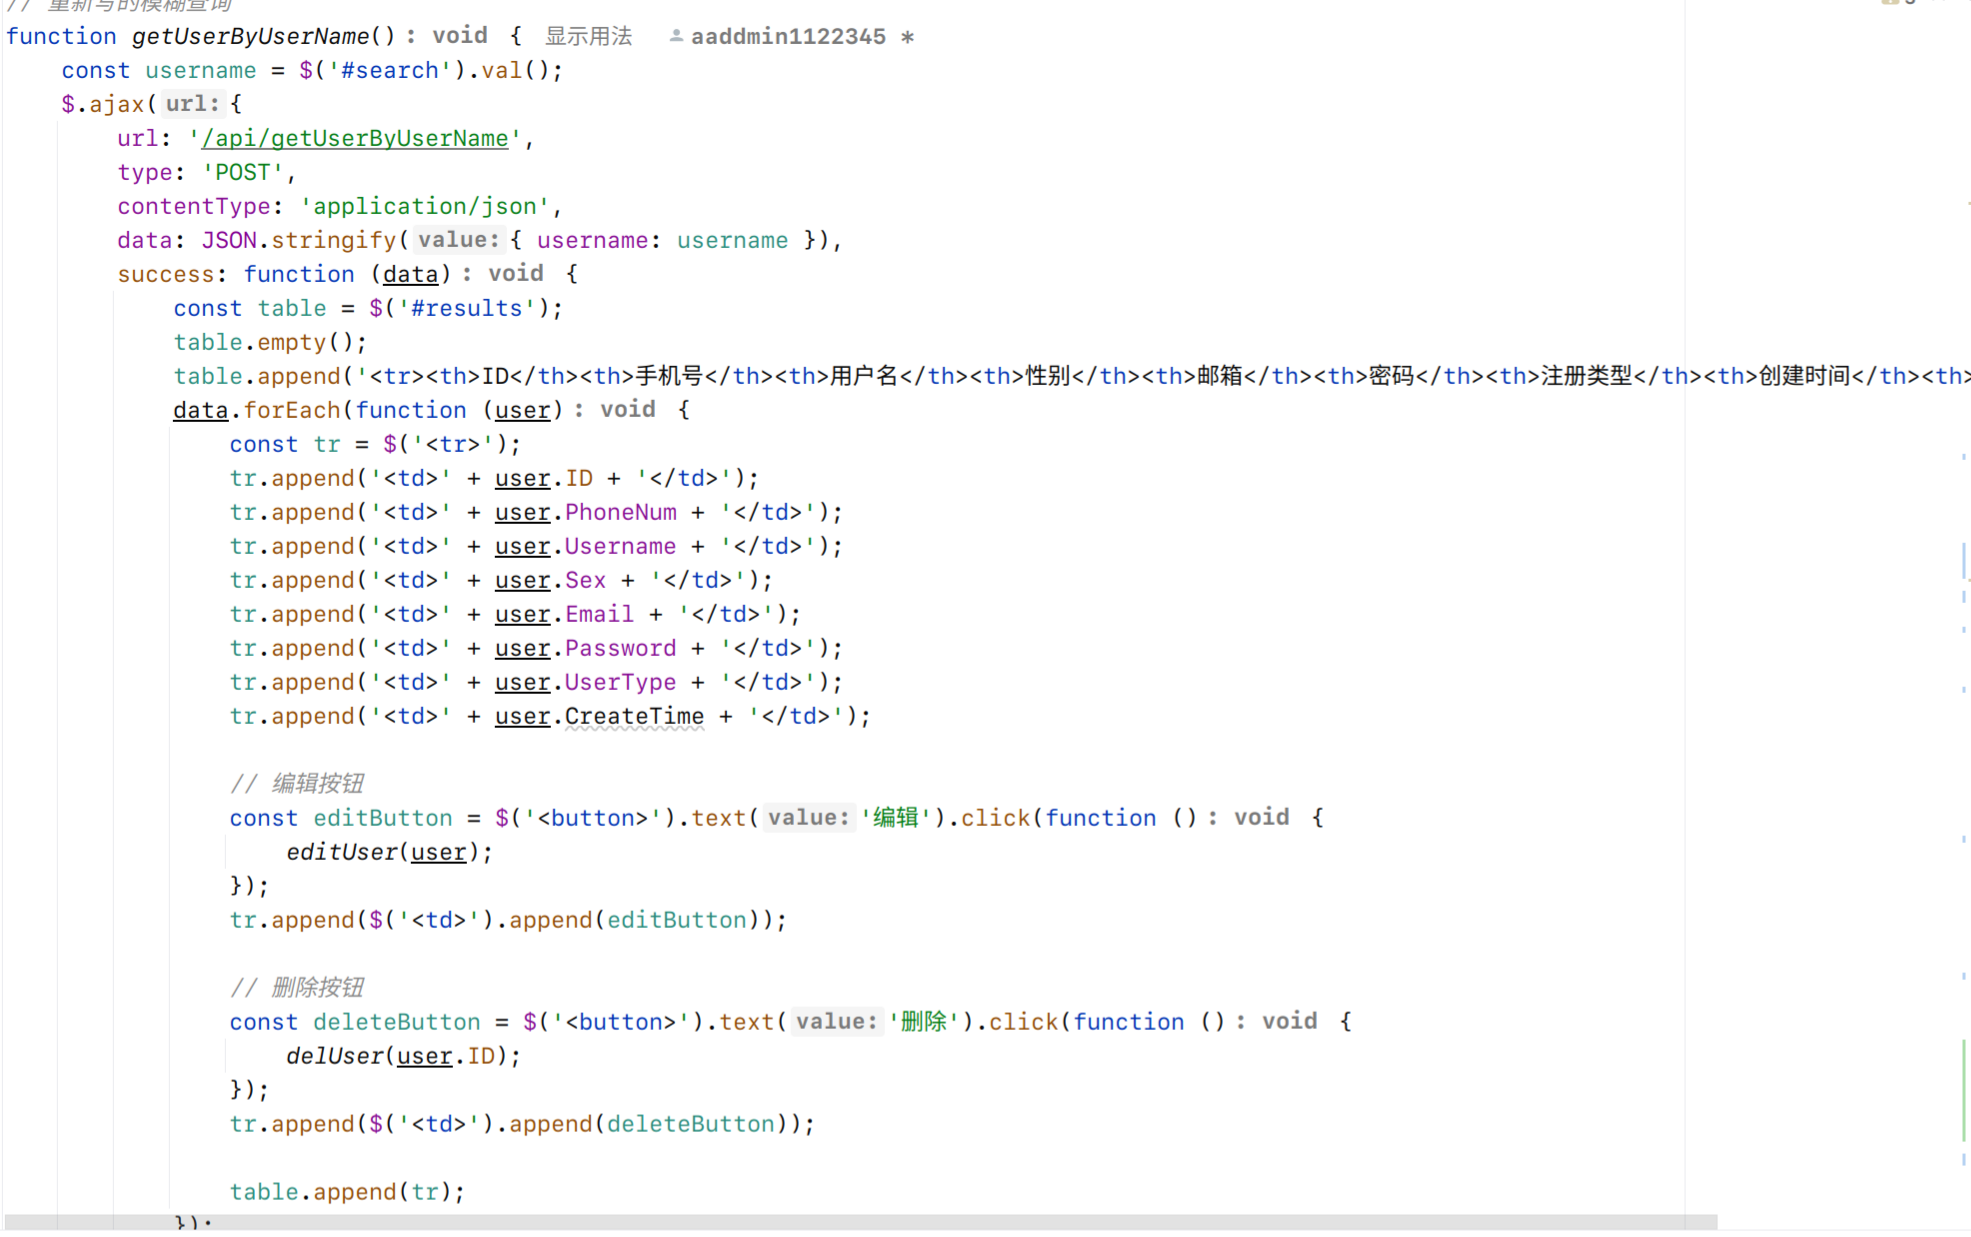 // 重新写的模糊查询
function getUserByUserName() : void { 显示用法 aaddmin1122345 *
    const username = $('#search').val();
    $.ajax( url: {
        url: '/api/getUserByUserName',
        type: 'POST',
        contentType: 'application/json',
        data: JSON.stringify( value: { username: username }),
        success: function (data) : void {
            const table = $('#results');
            table.empty();
            table.append('<tr><th>ID</th><th>手机号</th><th>用户名</th><th>性别</th><th>邮箱</th><th>密码</th><th>注册类型</th><th>创建时间</th><th>
            data.forEach(function (user) : void {
                const tr = $('<tr>');
                tr.append('<td>' + user.ID + '</td>');
                tr.append('<td>' + user.PhoneNum + '</td>');
                tr.append('<td>' + user.Username + '</td>');
                tr.append('<td>' + user.Sex + '</td>');
                tr.append('<td>' + user.Email + '</td>');
                tr.append('<td>' + user.Password + '</td>');
                tr.append('<td>' + user.UserType + '</td>');
                tr.append('<td>' + user.CreateTime + '</td>');
                // 编辑按钮
                const editButton = $('<button>').text( value: '编辑').click(function () : void {
                    editUser(user);
                });
                tr.append($('<td>').append(editButton));
                // 删除按钮
                const deleteButton = $('<button>').text( value: '删除').click(function () : void {
                    delUser(user.ID);
                });
                tr.append($('<td>').append(deleteButton));
                table.append(tr);
            });